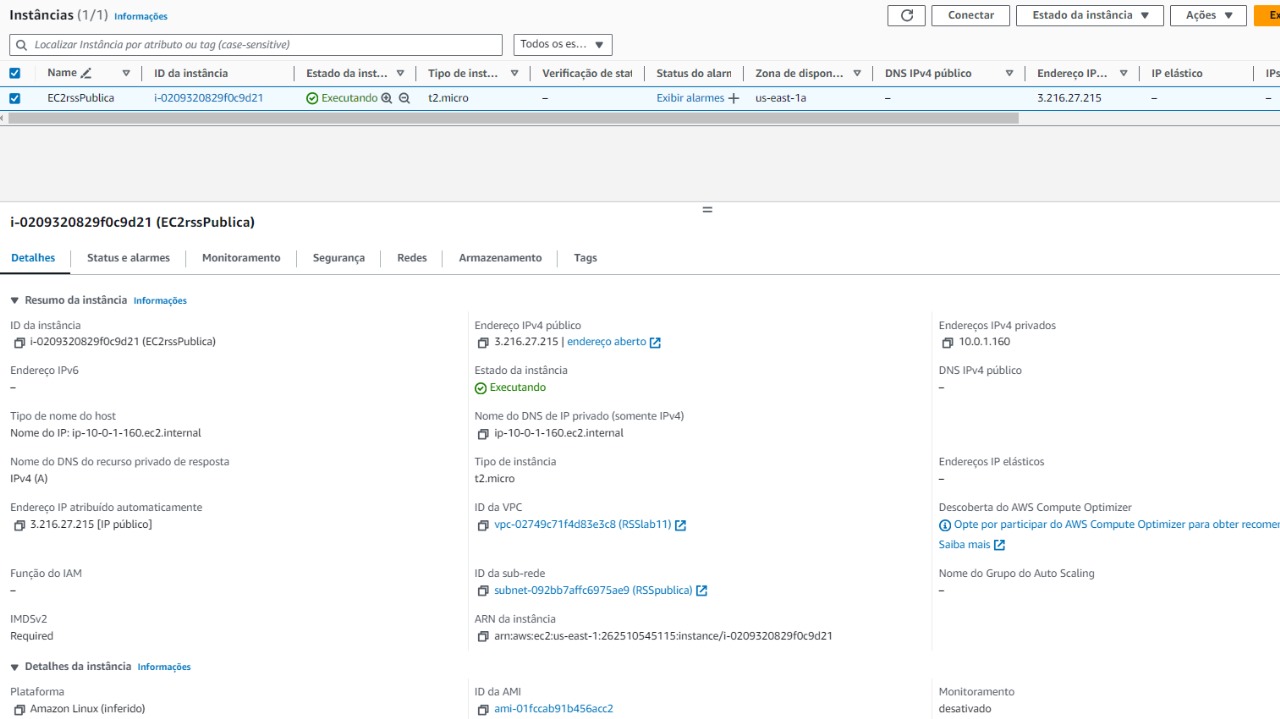 Instâncias (1/1) Informações
Conectar
Estado da instância
Ações
Ex
Localizar Instância por atributo ou tag (case-sensitive)
Todos os es...
Name
ID da instância
Estado da inst...
Tipo de inst...
Verificação de stat
Status do alarn
Zona de dispon...
DNS IPv4 público
Endereço IP...
IP elástico
IPs
EC2rssPublica
i-0209320829f0c9d21
Executando
t2.micro
–
Exibir alarmes
us-east-1a
–
3.216.27.215
–
–
i-0209320829f0c9d21 (EC2rssPublica)
Detalhes
Status e alarmes
Monitoramento
Segurança
Redes
Armazenamento
Tags
Resumo da instância Informações
ID da instância
i-0209320829f0c9d21 (EC2rssPublica)
Endereço IPv4 público
3.216.27.215 | endereço aberto
Endereços IPv4 privados
10.0.1.160
Endereço IPv6
–
Estado da instância
Executando
DNS IPv4 público
–
Tipo de nome do host
Nome do IP: ip-10-0-1-160.ec2.internal
Nome do DNS de IP privado (somente IPv4)
ip-10-0-1-160.ec2.internal
Nome do DNS do recurso privado de resposta
IPv4 (A)
Tipo de instância
t2.micro
Endereços IP elásticos
–
Endereço IP atribuído automaticamente
3.216.27.215 [IP público]
ID da VPC
vpc-02749c71f4d83e3c8 (RSSlab11)
Descoberta do AWS Compute Optimizer
Opte por participar do AWS Compute Optimizer para obter recomer
Saiba mais
Função do IAM
–
ID da sub-rede
subnet-092bb7affc6975ae9 (RSSpublica)
Nome do Grupo do Auto Scaling
–
IMDSv2
Required
ARN da instância
arn:aws:ec2:us-east-1:262510545115:instance/i-0209320829f0c9d21
Detalhes da instância Informações
Plataforma
Amazon Linux (inferido)
ID da AMI
ami-01fccab91b456acc2
Monitoramento
desativado